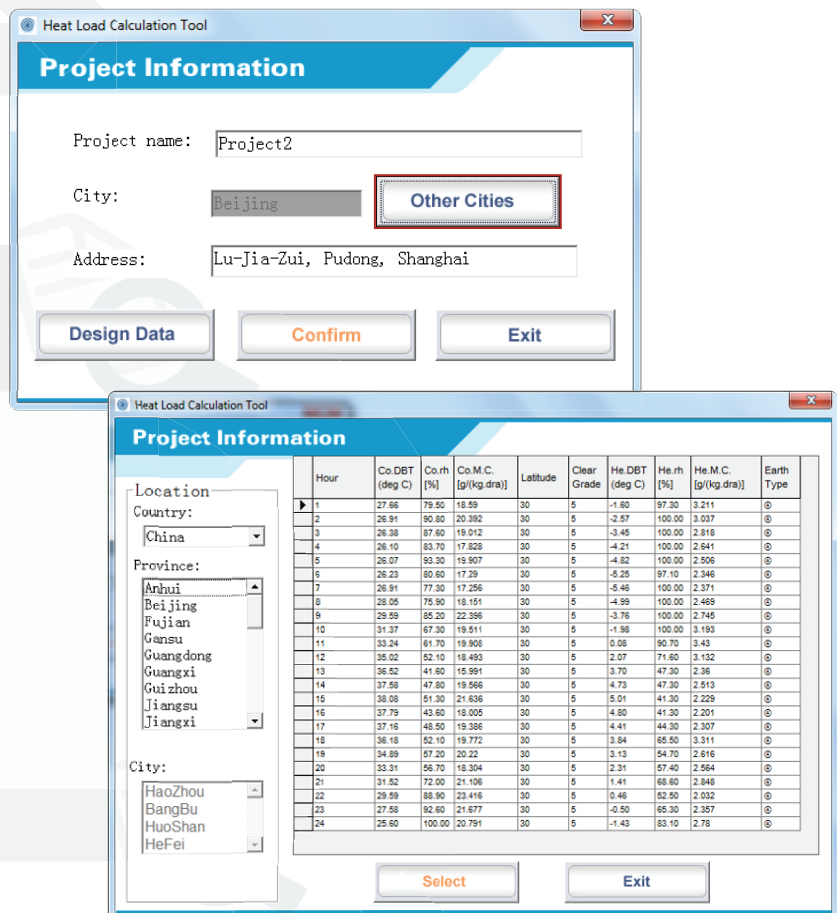 Heat Load Calculation Tool
Project Information
Project name: Project2
City: Beijing Other Cities
Address: Lu-Jia-Zui, Pudong, Shanghai
Design Data Confirm Exit
Heat Load Calculation Tool
Project Information
Location
Country:
China
Province:
Anhui
Beijing
Fujian
Gansu
Guangdong
Guangxi
Guizhou
Jiangsu
Jiangxi
City:
HaoZhou
BangBu
HuoShan
HeFei
Hour Co.DBT (deg C) Co.rh [%] Co.M.C. [g/(kg.dra)] Latitude Clear Grade He.DBT (deg C) He.rh [%] He.M.C. [g/(kg.dra)] Earth Type
1 27.66 79.50 18.59 30 5 -1.60 97.30 3.211
2 26.91 90.80 20.392 30 5 -2.57 100.00 3.037
3 26.38 87.60 19.012 30 5 -3.45 100.00 2.818
4 26.10 83.70 17.828 30 5 -4.21 100.00 2.641
5 26.07 93.30 19.907 30 5 -4.82 100.00 2.506
6 26.23 80.60 17.29 30 5 -5.25 97.10 2.346
7 26.91 77.30 17.256 30 5 -5.46 100.00 2.371
8 28.05 75.90 18.151 30 5 -4.99 100.00 2.469
9 29.59 85.20 22.396 30 5 -3.76 100.00 2.745
10 31.37 67.30 19.511 30 5 -1.98 100.00 3.193
11 33.24 61.70 19.908 30 5 0.08 90.70 3.43
12 35.02 52.10 18.493 30 5 2.07 71.60 3.132
13 36.52 41.60 15.991 30 5 3.70 47.30 2.36
14 37.58 47.80 19.566 30 5 4.73 47.30 2.513
15 38.08 51.30 21.636 30 5 5.01 41.30 2.229
16 37.79 43.60 18.005 30 5 4.80 41.30 2.201
17 37.16 48.50 19.386 30 5 4.41 44.30 2.307
18 36.18 52.10 19.772 30 5 3.84 65.50 3.311
19 34.89 57.20 20.22 30 5 3.13 54.70 2.616
20 33.31 56.70 18.304 30 5 2.31 57.40 2.564
21 31.52 72.00 21.106 30 5 1.41 68.60 2.848
22 29.59 88.90 23.416 30 5 0.46 52.50 2.032
23 27.58 92.60 21.677 30 5 -0.50 65.30 2.357
24 25.60 100.00 20.791 30 5 -1.43 83.10 2.78
Select Exit